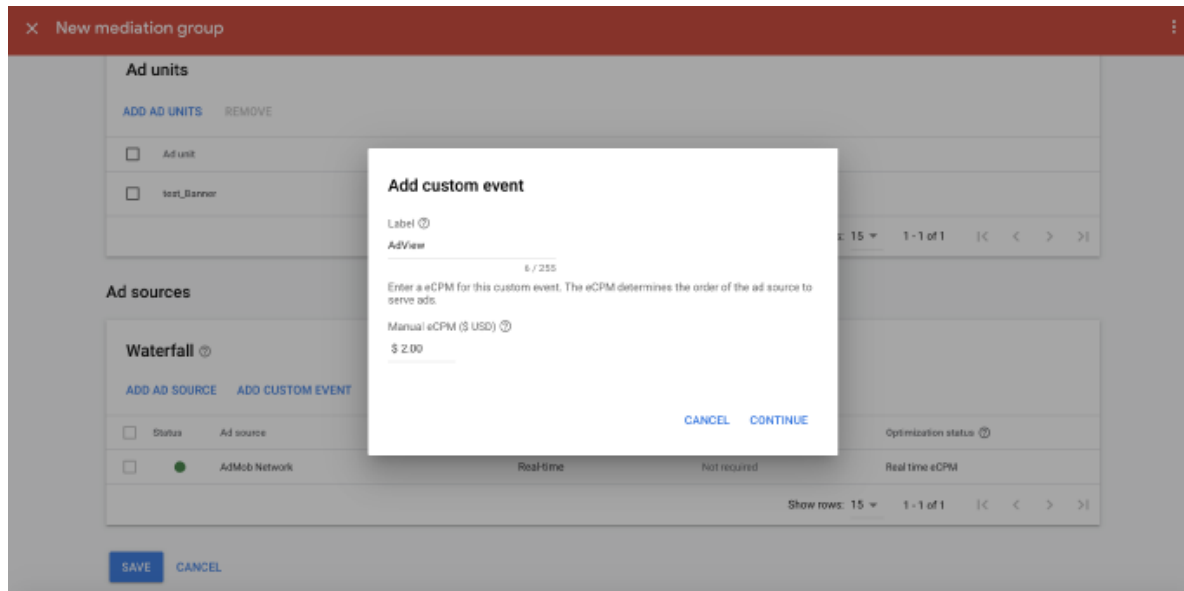 New mediation group
Ad units
ADD AD UNITS REMOVE
Ad unit
test_Banner
15 1 - 1 of 1
Add custom event
Label
AdView
6 / 255
Enter a eCPM for this custom event. The eCPM determines the order of the ad source to
serve ads.
Manual eCPM ($ USD)
$ 2.00
CANCEL CONTINUE
Ad sources
Waterfall
ADD AD SOURCE ADD CUSTOM EVENT
Status Ad source Optimization status
AdMob Network Real-time Not required Real time eCPM
Show rows: 15 1 - 1 of 1
SAVE CANCEL